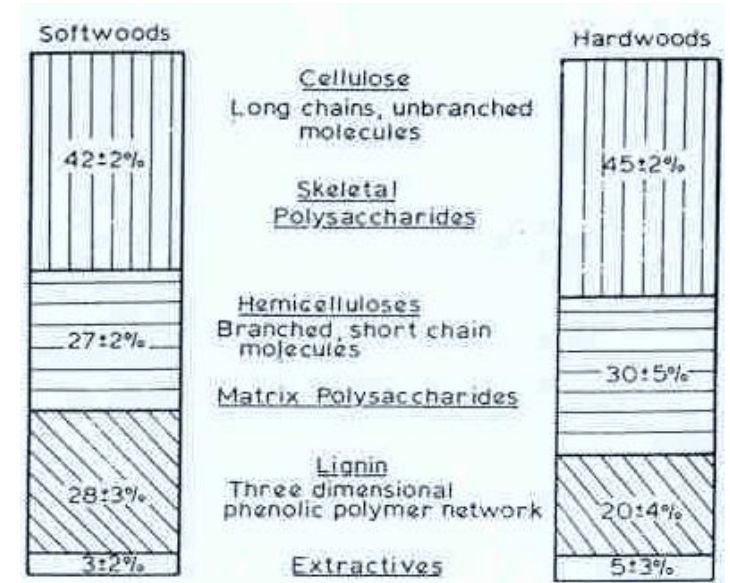 Softwoods
Hardwoods
Cellulose
Long chains, unbranched
molecules
42±2%
45±2%
Skeletal
Polysaccharides
Hemicelluloses
Branched, short chain
molecules
27±2%
30±5%
Matrix Polysaccharides
Lignin
Three dimensional
phenolic polymer network
28±3%
20±4%
Extractives
3±2%
5±3%